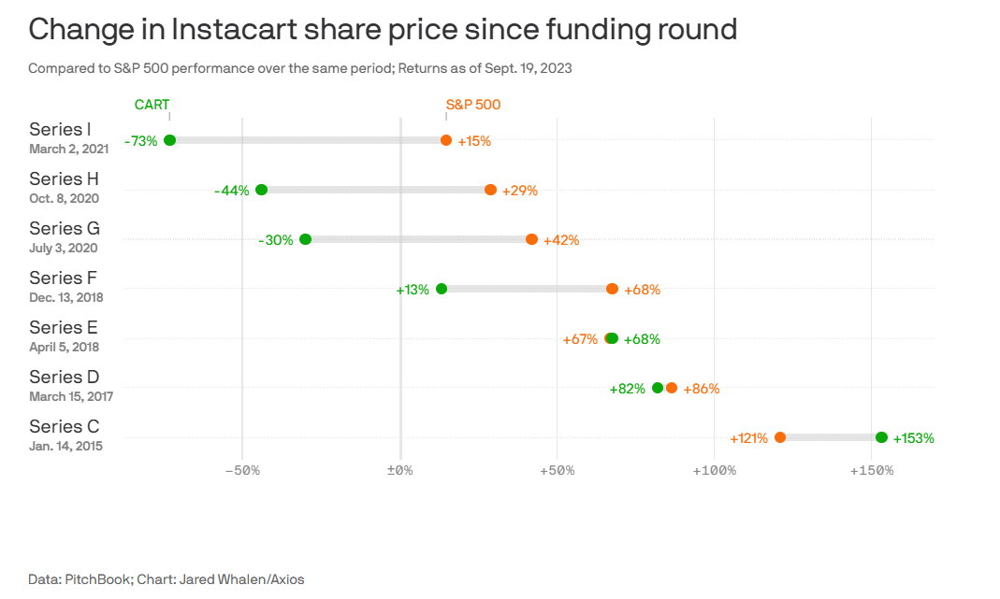 Change in Instacart share price since funding round
Compared to S&P 500 performance over the same period; Returns as of Sept. 19, 2023
CART S&P 500
Series I
March 2, 2021
-73% +15%
Series H
Oct. 8, 2020
-44% +29%
Series G
July 3, 2020
-30% +42%
Series F
Dec. 13, 2018
+13% +68%
Series E
April 5, 2018
+67% +68%
Series D
March 15, 2017
+82% +86%
Series C
Jan. 14, 2015
+121% +153%
−50% ±0% +50% +100% +150%
Data: PitchBook; Chart: Jared Whalen/Axios